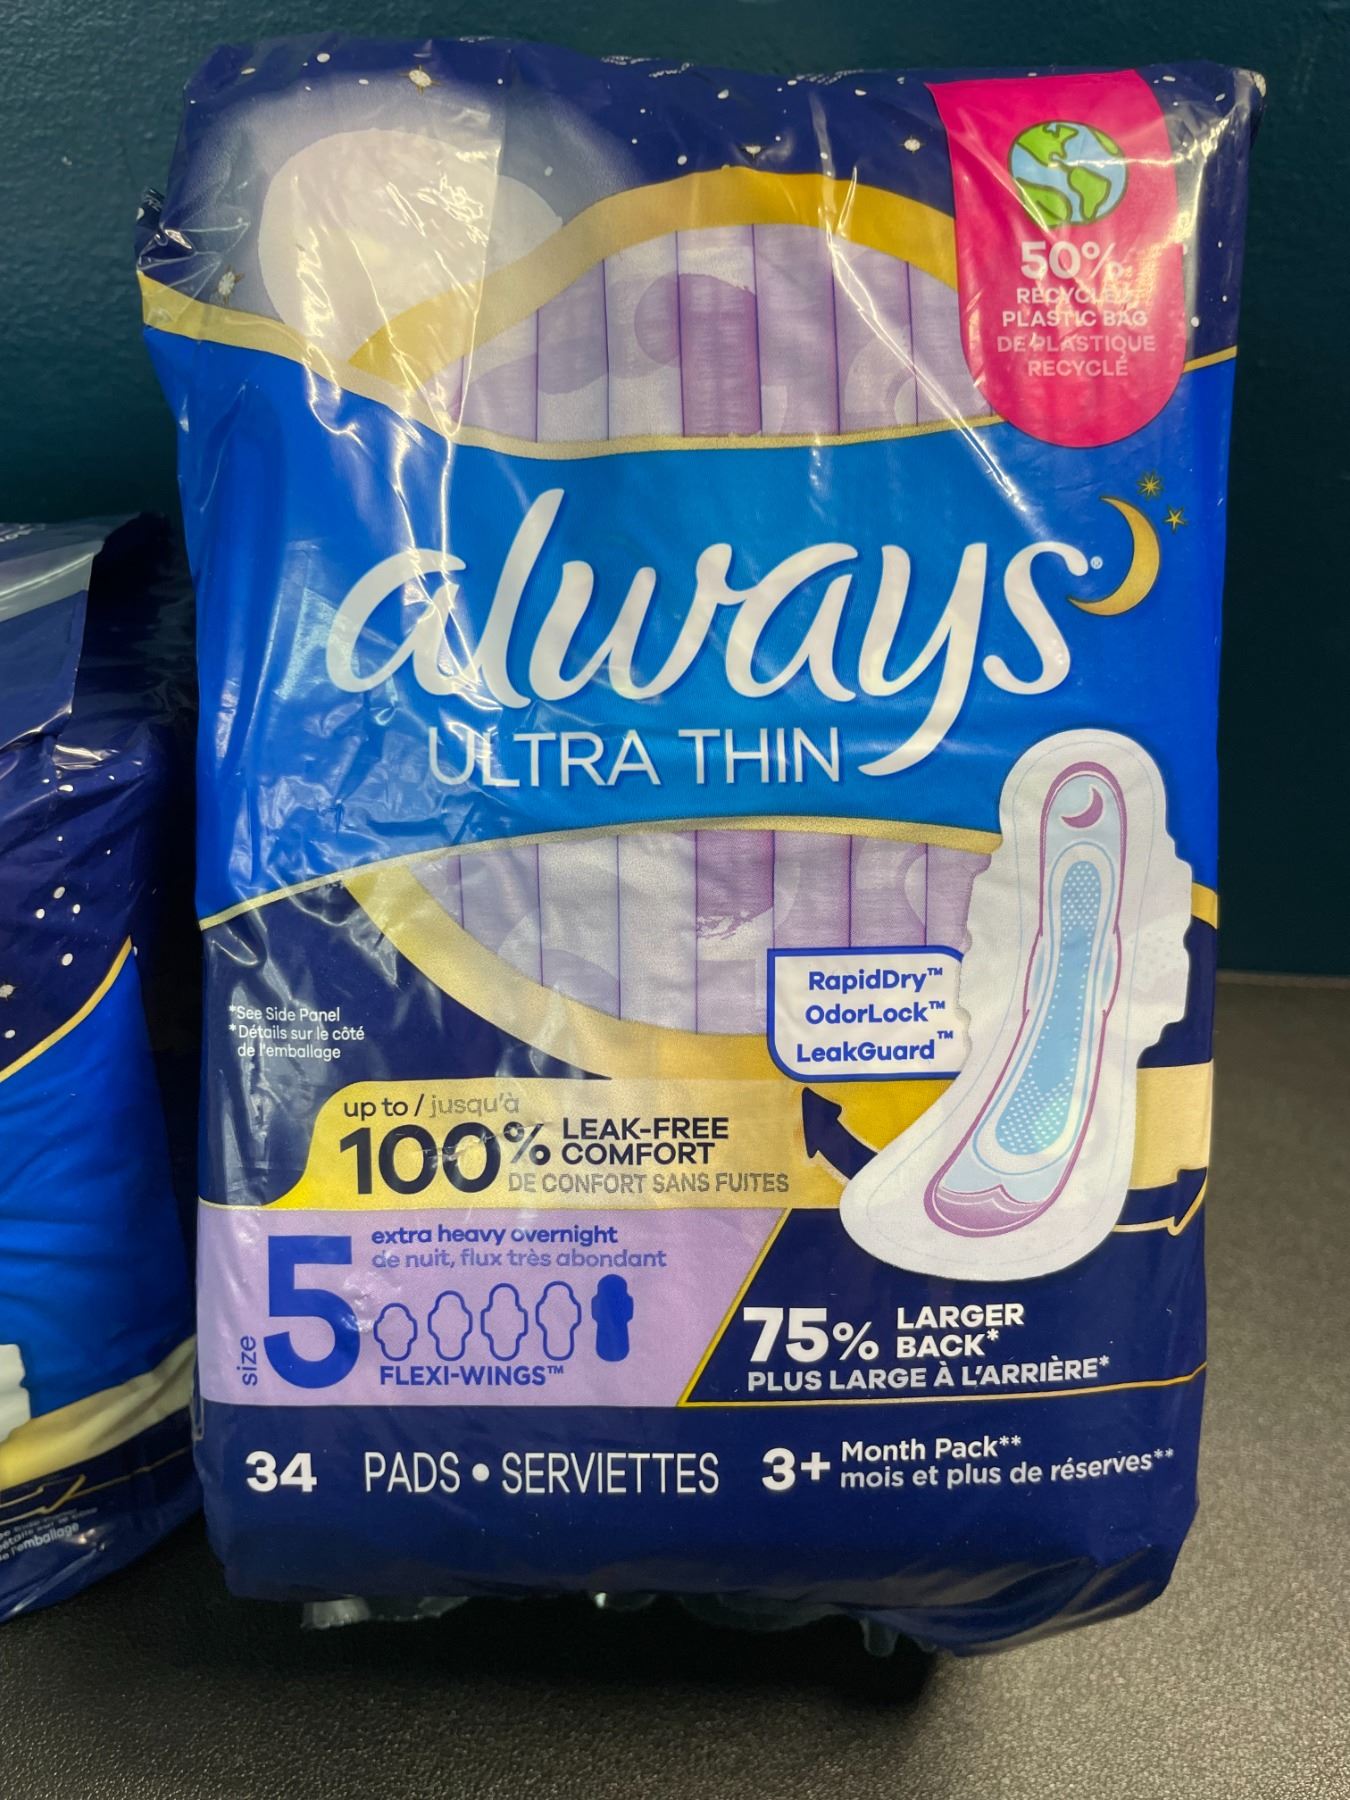 50%
RECYCLED
PLASTIC BAG
DE PLASTIQUE
RECYCLÉ
always®
ULTRA THIN
RapidDry™
OdorLock™
LeakGuard™
*See Side Panel
*Détails sur le côté
de l'emballage
up to / jusqu'à
100% LEAK-FREE
COMFORT
DE CONFORT SANS FUITES
size 5
extra heavy overnight
de nuit, flux très abondant
FLEXI-WINGS™
75% LARGER
BACK*
PLUS LARGE À L'ARRIÈRE*
34 PADS • SERVIETTES
3+ Month Pack**
mois et plus de réserves**
l'emballage